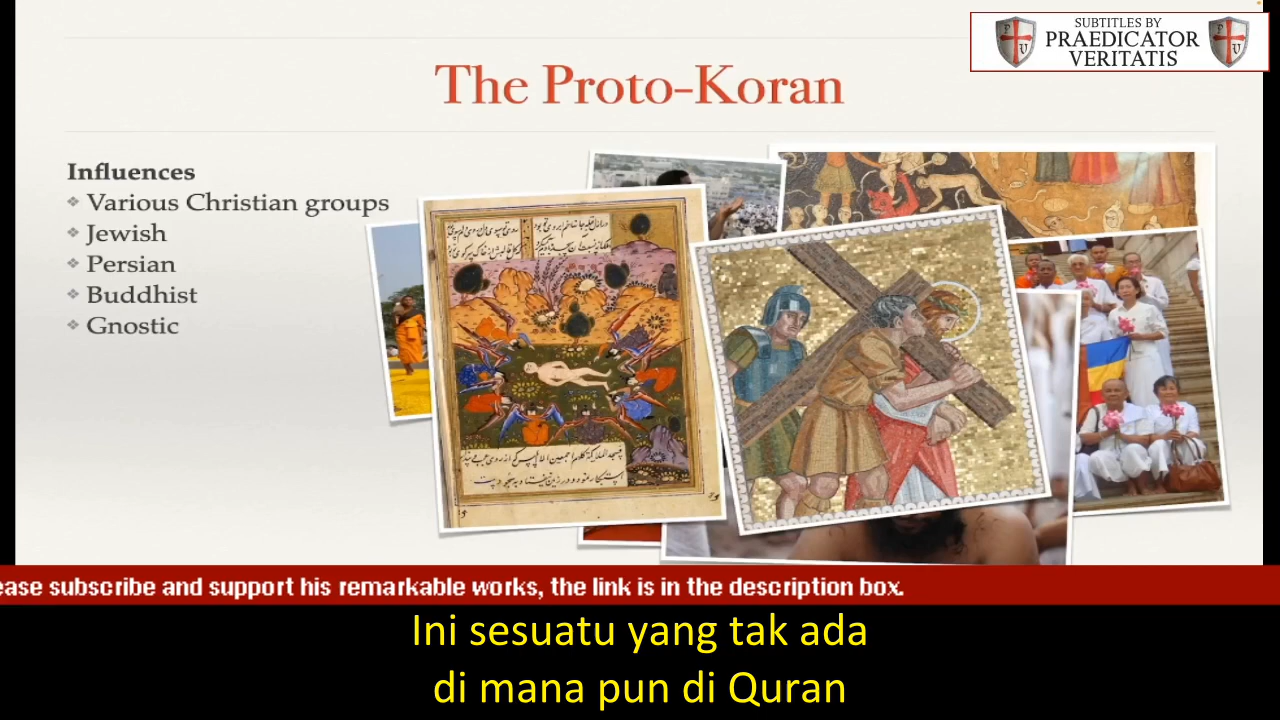 SUBTITLES BY
PRAEDICATOR
VERITATIS
The Proto-Koran
Influences
Various Christian groups
Jewish
Persian
Buddhist
Gnostic
ease subscribe and support his remarkable works, the link is in the description box.
Ini sesuatu yang tak ada
di mana pun di Quran